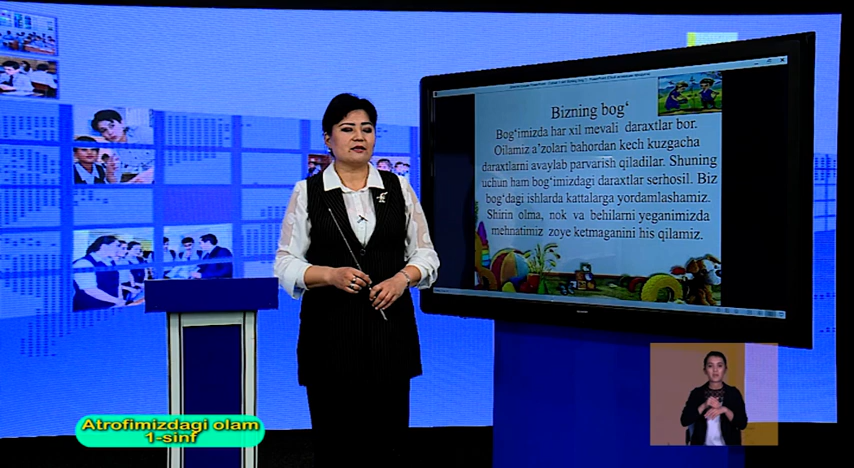 Bizning bog‘
Bog‘imizda har xil mevali daraxtlar bor.
Oilamiz a’zolari bahordan kech kuzgacha
daraxtlarni avaylab parvarish qiladilar. Shuning
uchun ham bog‘imizdagi daraxtlar serhosil. Biz
bog‘dagi ishlarda kattalarga yordamlashamiz.
Shirin olma, nok va behilarni yeganimizda
mehnatimiz zoye ketmaganini his qilamiz.
Atrofimizdagi olam
1-sinf